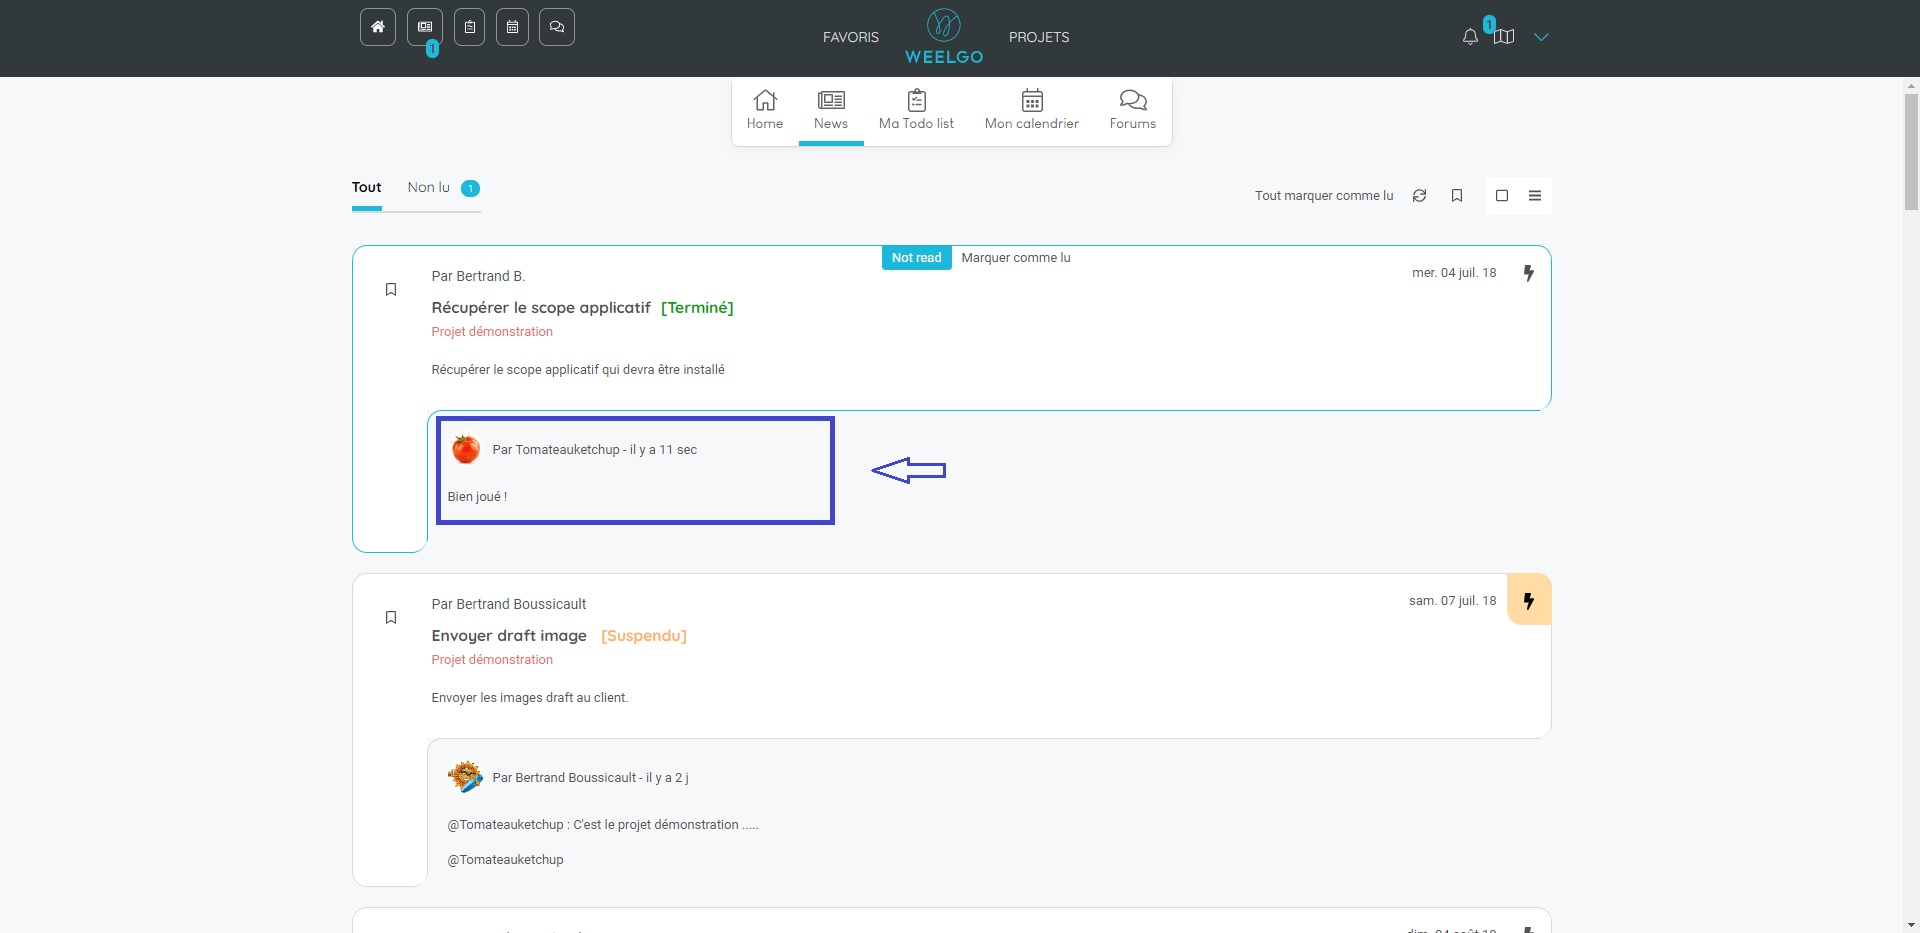 1
FAVORIS
WEELGO
PROJETS
1
Home
News
Ma Todo list
Mon calendrier
Forums
Tout
Non lu 1
Tout marquer comme lu
Not read
Marquer comme lu
Par Bertrand B.
mer. 04 juil. 18
Récupérer le scope applicatif [Terminé]
Projet démonstration
Récupérer le scope applicatif qui devra être installé
Par Tomateauketchup - il y a 11 sec
Bien joué !
Par Bertrand Boussicault
sam. 07 juil. 18
Envoyer draft image [Suspendu]
Projet démonstration
Envoyer les images draft au client.
Par Bertrand Boussicault - il y a 2 j
@Tomateauketchup : C'est le projet démonstration .....
@Tomateauketchup